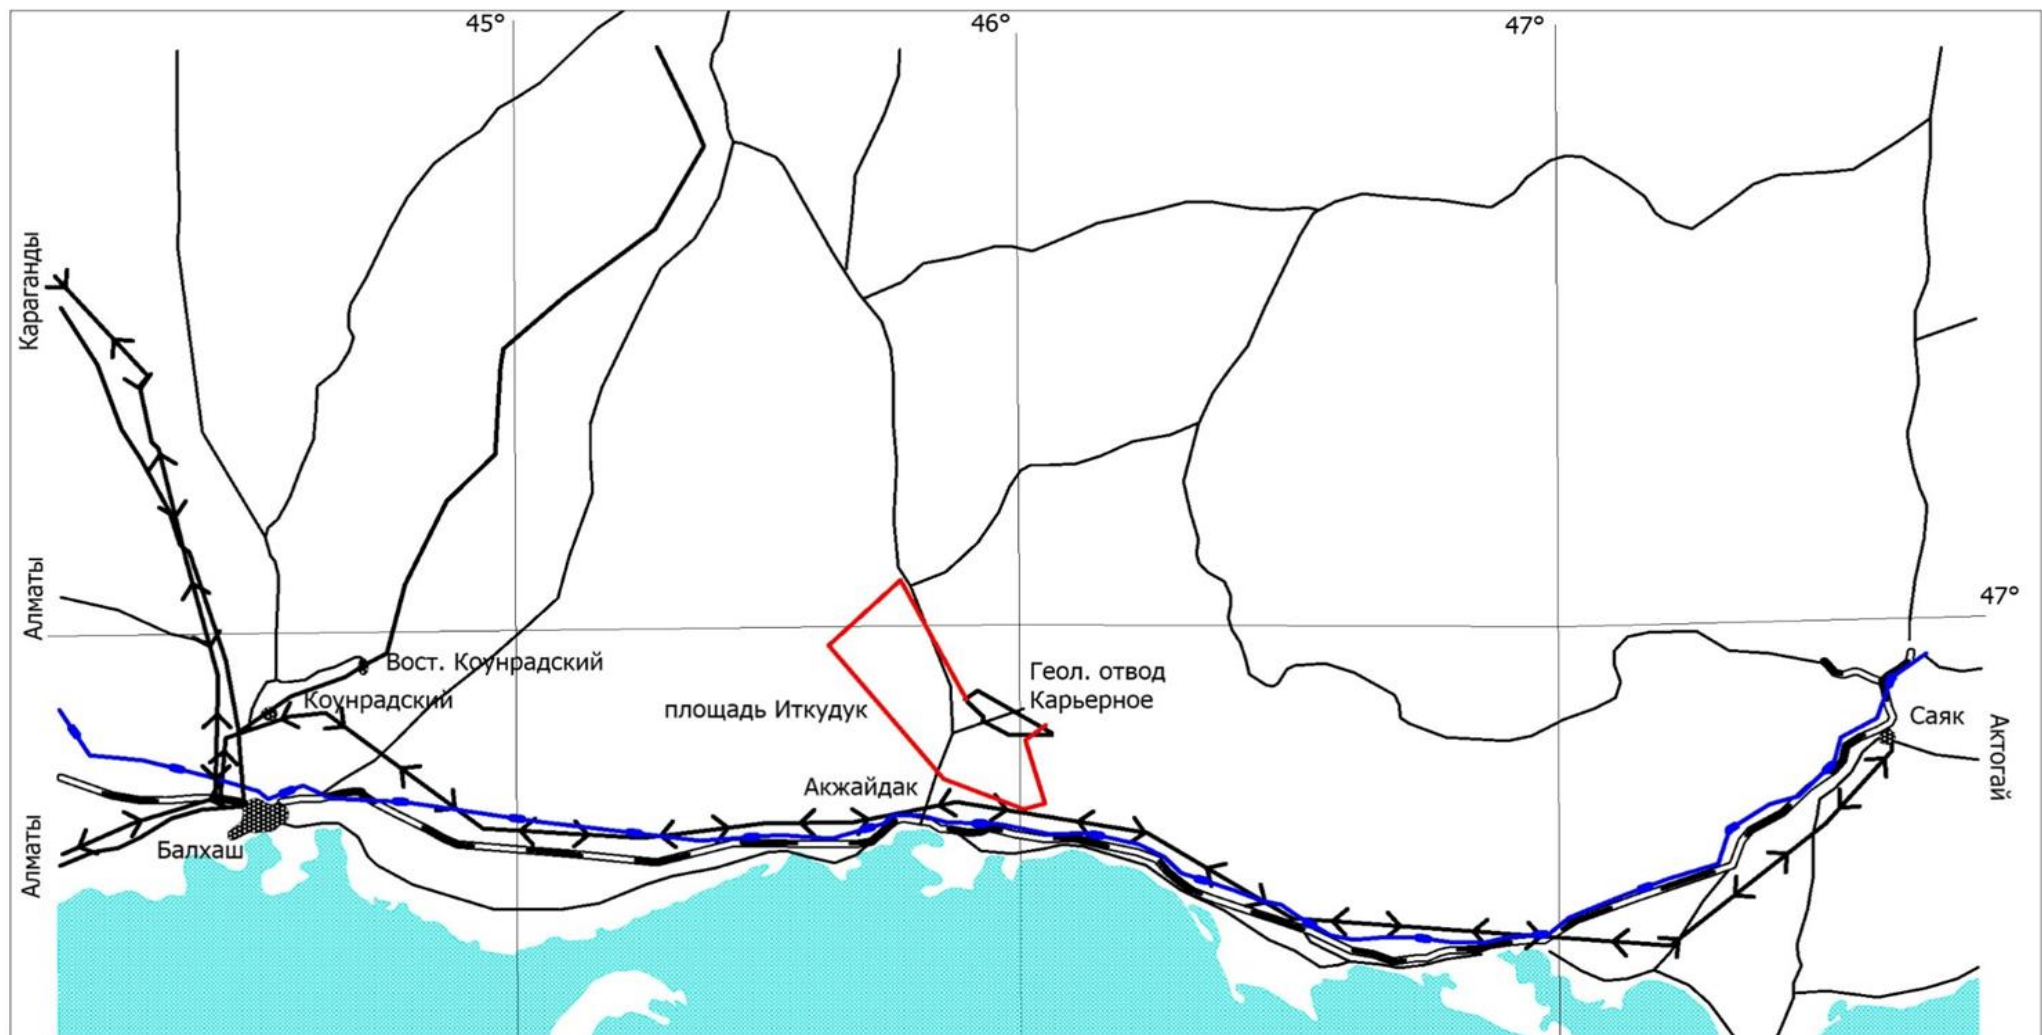 45°
46°
47°
Караганды
Алматы
47°
Вост. Коунрадский
Коунрадский
Геол. отвод
Карьерное
площадь Иткудук
Саяк
Актогай
Акжайдак
Алматы
Балхаш